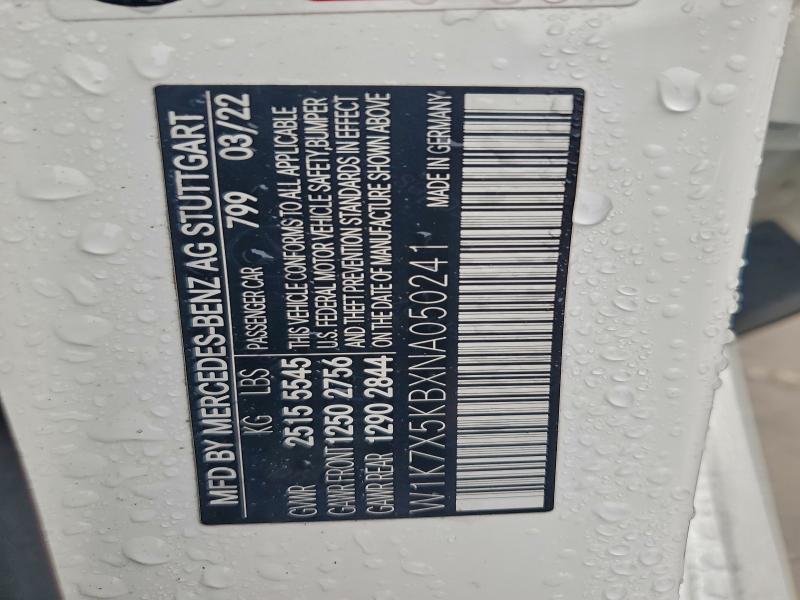 MFD BY MERCEDES-BENZ AG STUTTGART
KG LBS PASSENGER CAR 799 03/22
GVWR 2515 5545 THIS VEHICLE CONFORMS TO ALL APPLICABLE
U.S. FEDERAL MOTOR VEHICLE SAFETY,BUMPER
GAWR FRONT 1250 2756 AND THEFT PREVENTION STANDARDS IN EFFECT
GAWR REAR 1290 2844 ON THE DATE OF MANUFACTURE SHOWN ABOVE
W1K7X5KBXNA050241 MADE IN GERMANY